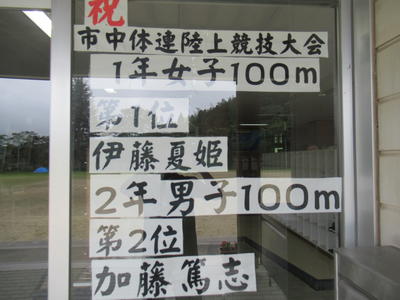 祝
市中体連陸上競技大会
1年女子100m
第1位
伊藤夏姫
2年男子100m
第2位
加藤篤志